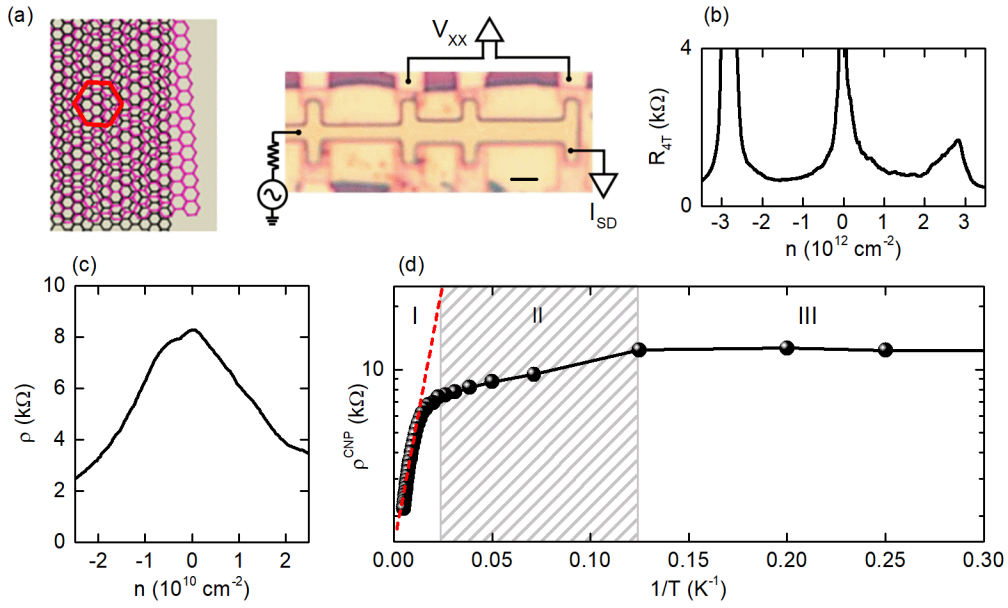 (a)
V_XX
I_SD
(b)
4
0
R_4T (kΩ)
-3 -2 -1 0 1 2 3
n (10^12 cm^-2)
(c)
10
8
6
4
2
0
ρ (kΩ)
-2 -1 0 1 2
n (10^10 cm^-2)
(d)
I II III
10
ρ^CNP (kΩ)
0.00 0.05 0.10 0.15 0.20 0.25 0.30
1/T (K^-1)